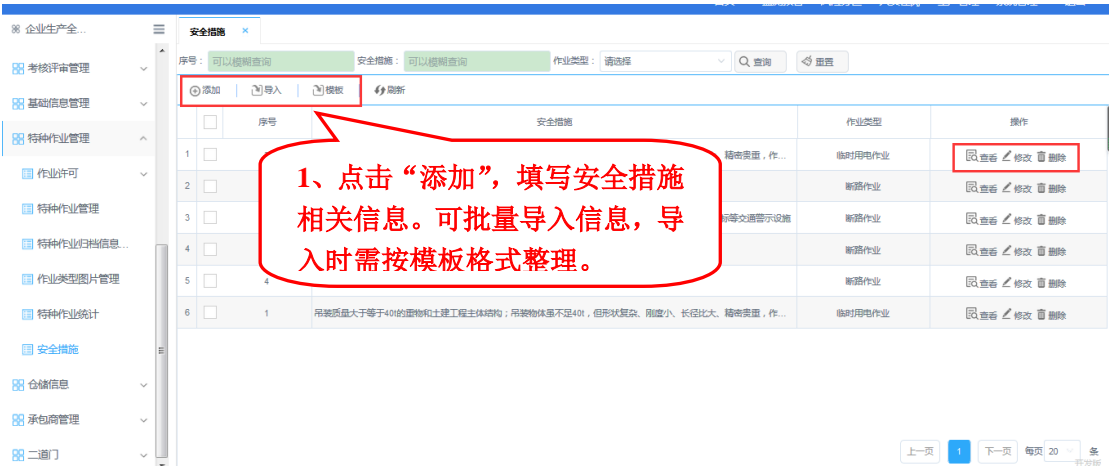 企业生产全...
安全措施 ×
考核评审管理
基础信息管理
特种作业管理
作业许可
特种作业管理
特种作业归档信息...
作业类型图片管理
特种作业统计
安全措施
仓储信息
承包商管理
二道门
序号： 可以模糊查询 安全措施： 可以模糊查询 作业类型： 请选择 查询 重置
添加 导入 模板 刷新
序号 安全措施 作业类型 操作
1 精密贵重，作... 临时用电作业 查看 修改 删除
2 断路作业 查看 修改 删除
3 标等交通警示设施 断路作业 查看 修改 删除
4 断路作业 查看 修改 删除
5 4 断路作业 查看 修改 删除
6 1 吊装质量大于等于40t的重物和土建工程主体结构；吊装物体虽不足40t，但形状复杂、刚度小、长径比大、精密贵重，作... 临时用电作业 查看 修改 删除
1、点击“添加”，填写安全措施
相关信息。可批量导入信息，导
入时需按模板格式整理。
上一页 1 下一页 每页 20 条